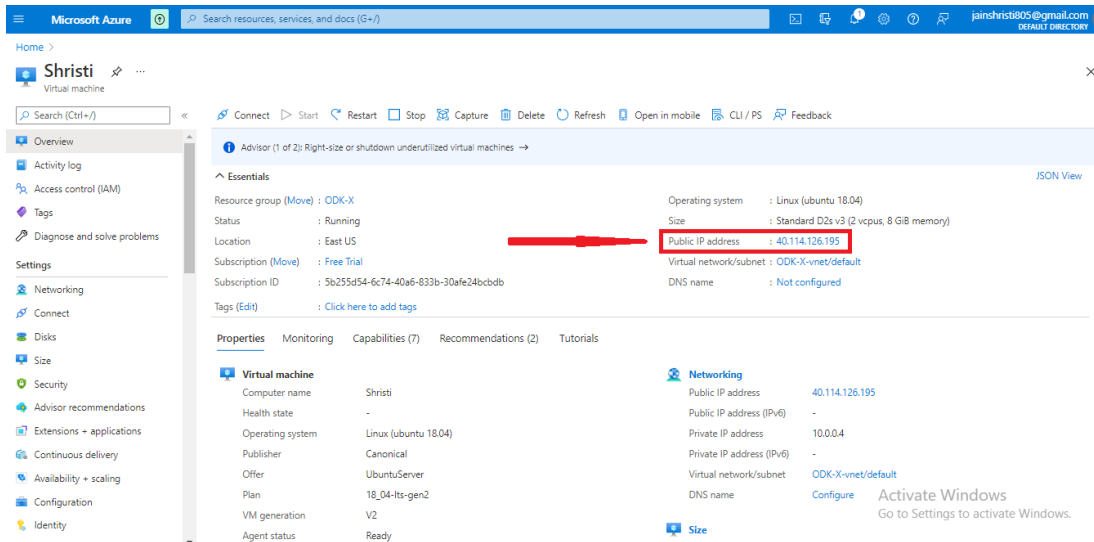 Microsoft Azure
Search resources, services, and docs (G+/)
1
jainshristi805@gmail.com
DEFAULT DIRECTORY
Home >
Shristi
Virtual machine
Search (Ctrl+/)
Connect Start Restart Stop Capture Delete Refresh Open in mobile CLI / PS Feedback
Overview
Activity log
Access control (IAM)
Tags
Diagnose and solve problems
Settings
Networking
Connect
Disks
Size
Security
Advisor recommendations
Extensions + applications
Continuous delivery
Availability + scaling
Configuration
Identity
Advisor (1 of 2): Right-size or shutdown underutilized virtual machines →
Essentials
JSON View
Resource group (Move) : ODK-X
Status : Running
Location : East US
Subscription (Move) : Free Trial
Subscription ID : 5b255d54-6c74-40a6-833b-30afe24bcbdb
Tags (Edit) : Click here to add tags
Operating system : Linux (ubuntu 18.04)
Size : Standard D2s v3 (2 vcpus, 8 GiB memory)
Public IP address : 40.114.126.195
Virtual network/subnet : ODK-X-vnet/default
DNS name : Not configured
Properties Monitoring Capabilities (7) Recommendations (2) Tutorials
Virtual machine
Computer name Shristi
Health state -
Operating system Linux (ubuntu 18.04)
Publisher Canonical
Offer UbuntuServer
Plan 18_04-lts-gen2
VM generation V2
Agent status Ready
Networking
Public IP address 40.114.126.195
Public IP address (IPv6) -
Private IP address 10.0.0.4
Private IP address (IPv6) -
Virtual network/subnet ODK-X-vnet/default
DNS name Configure
Size
Activate Windows
Go to Settings to activate Windows.